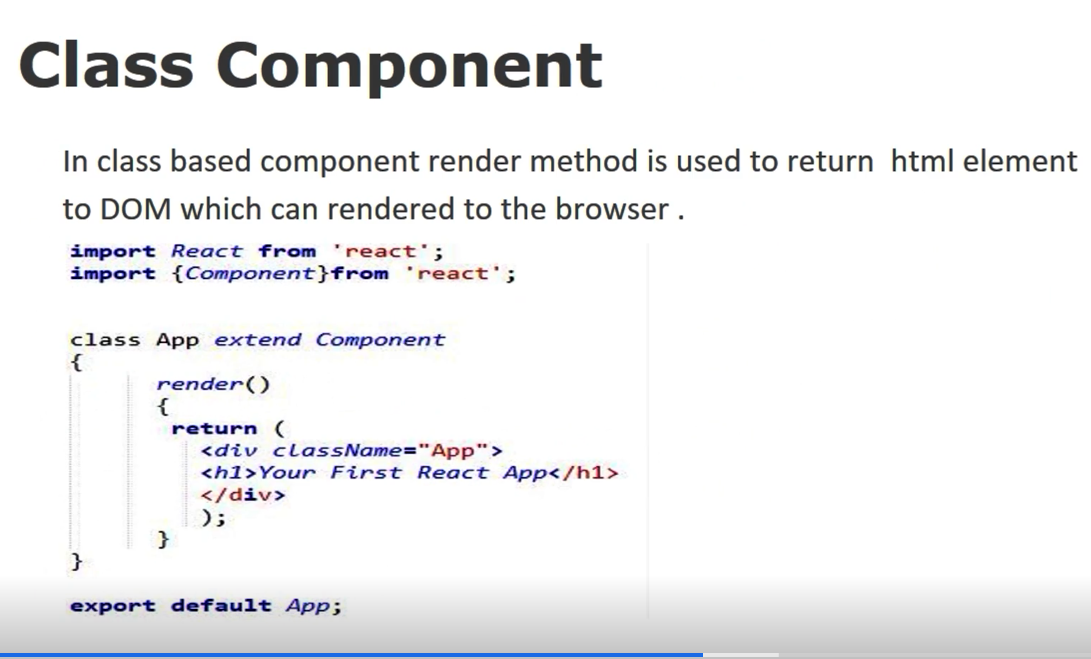 Class Component
In class based component render method is used to return  html element
to DOM which can rendered to the browser .
import React from 'react';
import {Component}from 'react';
class App extend Component
{
render()
{
return (
<div className="App">
<h1>Your First React App</h1>
</div>
);
}
}
export default App;